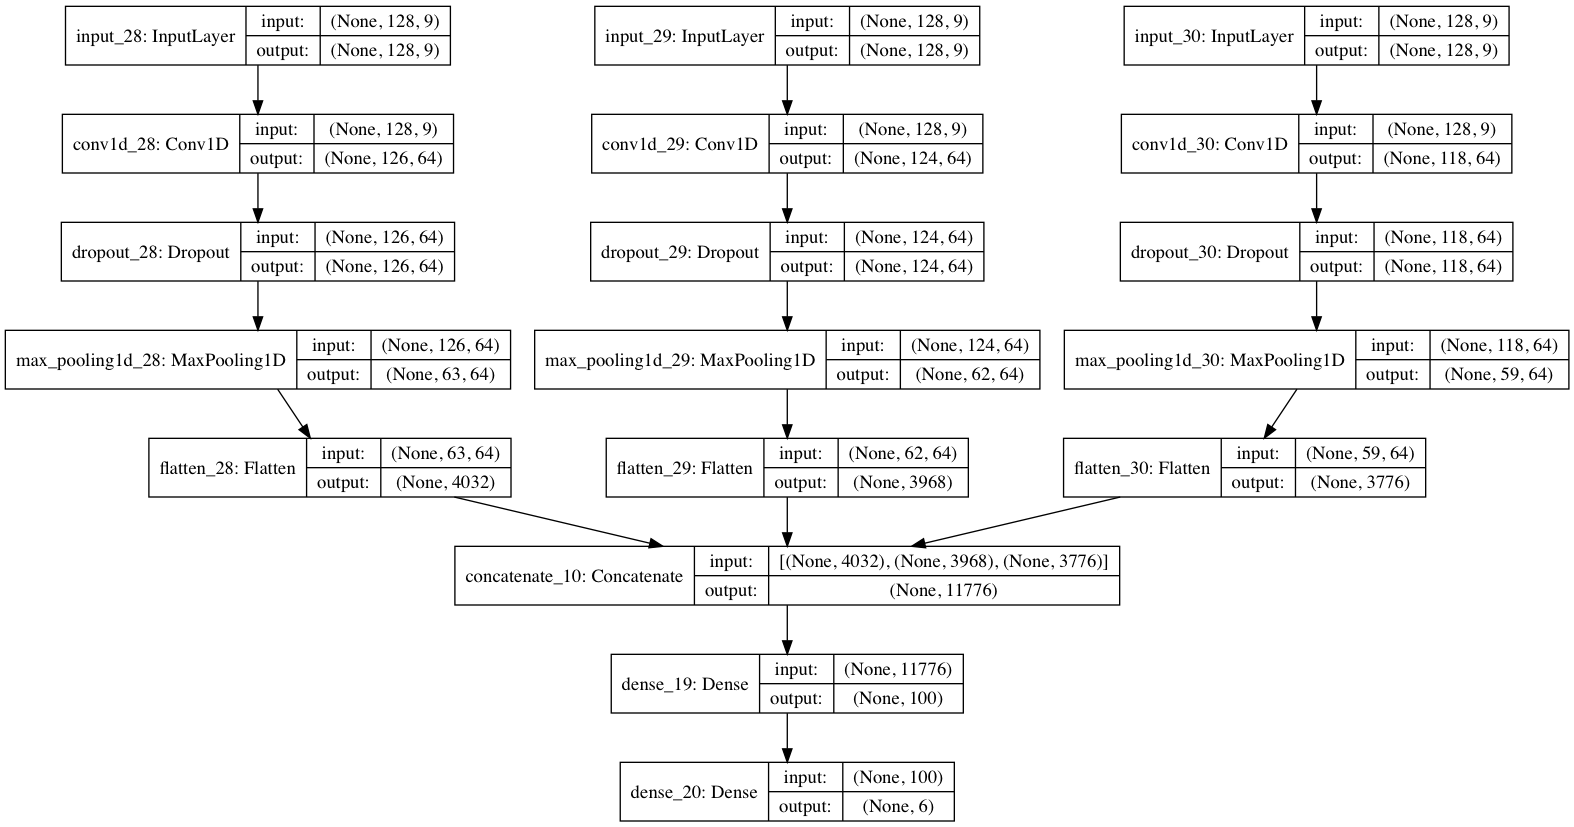 input_28: InputLayer
input: (None, 128, 9)
output: (None, 128, 9)
input_29: InputLayer
input: (None, 128, 9)
output: (None, 128, 9)
input_30: InputLayer
input: (None, 128, 9)
output: (None, 128, 9)
conv1d_28: Conv1D
input: (None, 128, 9)
output: (None, 126, 64)
conv1d_29: Conv1D
input: (None, 128, 9)
output: (None, 124, 64)
conv1d_30: Conv1D
input: (None, 128, 9)
output: (None, 118, 64)
dropout_28: Dropout
input: (None, 126, 64)
output: (None, 126, 64)
dropout_29: Dropout
input: (None, 124, 64)
output: (None, 124, 64)
dropout_30: Dropout
input: (None, 118, 64)
output: (None, 118, 64)
max_pooling1d_28: MaxPooling1D
input: (None, 126, 64)
output: (None, 63, 64)
max_pooling1d_29: MaxPooling1D
input: (None, 124, 64)
output: (None, 62, 64)
max_pooling1d_30: MaxPooling1D
input: (None, 118, 64)
output: (None, 59, 64)
flatten_28: Flatten
input: (None, 63, 64)
output: (None, 4032)
flatten_29: Flatten
input: (None, 62, 64)
output: (None, 3968)
flatten_30: Flatten
input: (None, 59, 64)
output: (None, 3776)
concatenate_10: Concatenate
input: [(None, 4032), (None, 3968), (None, 3776)]
output: (None, 11776)
dense_19: Dense
input: (None, 11776)
output: (None, 100)
dense_20: Dense
input: (None, 100)
output: (None, 6)